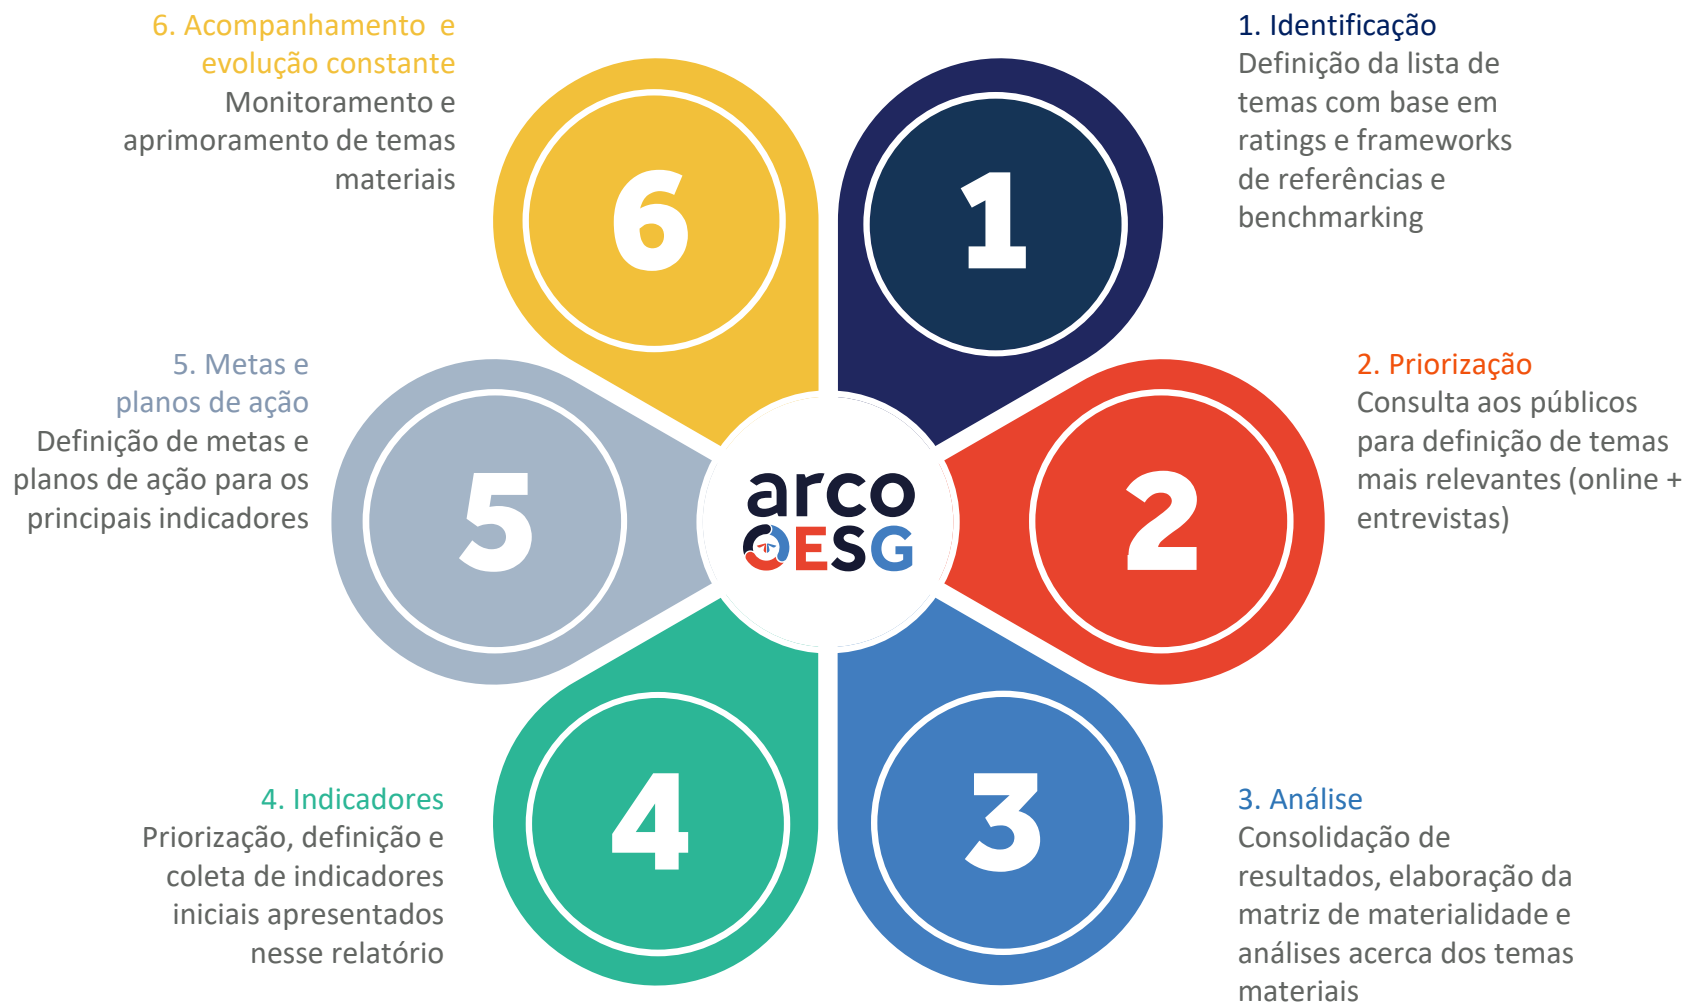 1. Identificação
Definição da lista de
temas com base em
ratings e frameworks
de referências e
benchmarking
2. Priorização
Consulta aos públicos
para definição de temas
mais relevantes (online +
entrevistas)
3. Análise
Consolidação de
resultados, elaboração da
matriz de materialidade e
análises acerca dos temas
materiais
4. Indicadores
Priorização, definição e
coleta de indicadores
iniciais apresentados
nesse relatório
5. Metas e
planos de ação
Definição de metas e
planos de ação para os
principais indicadores
6. Acompanhamento e
evolução constante
Monitoramento e
aprimoramento de temas
materiais
1
2
3
4
5
6
arco
ESG